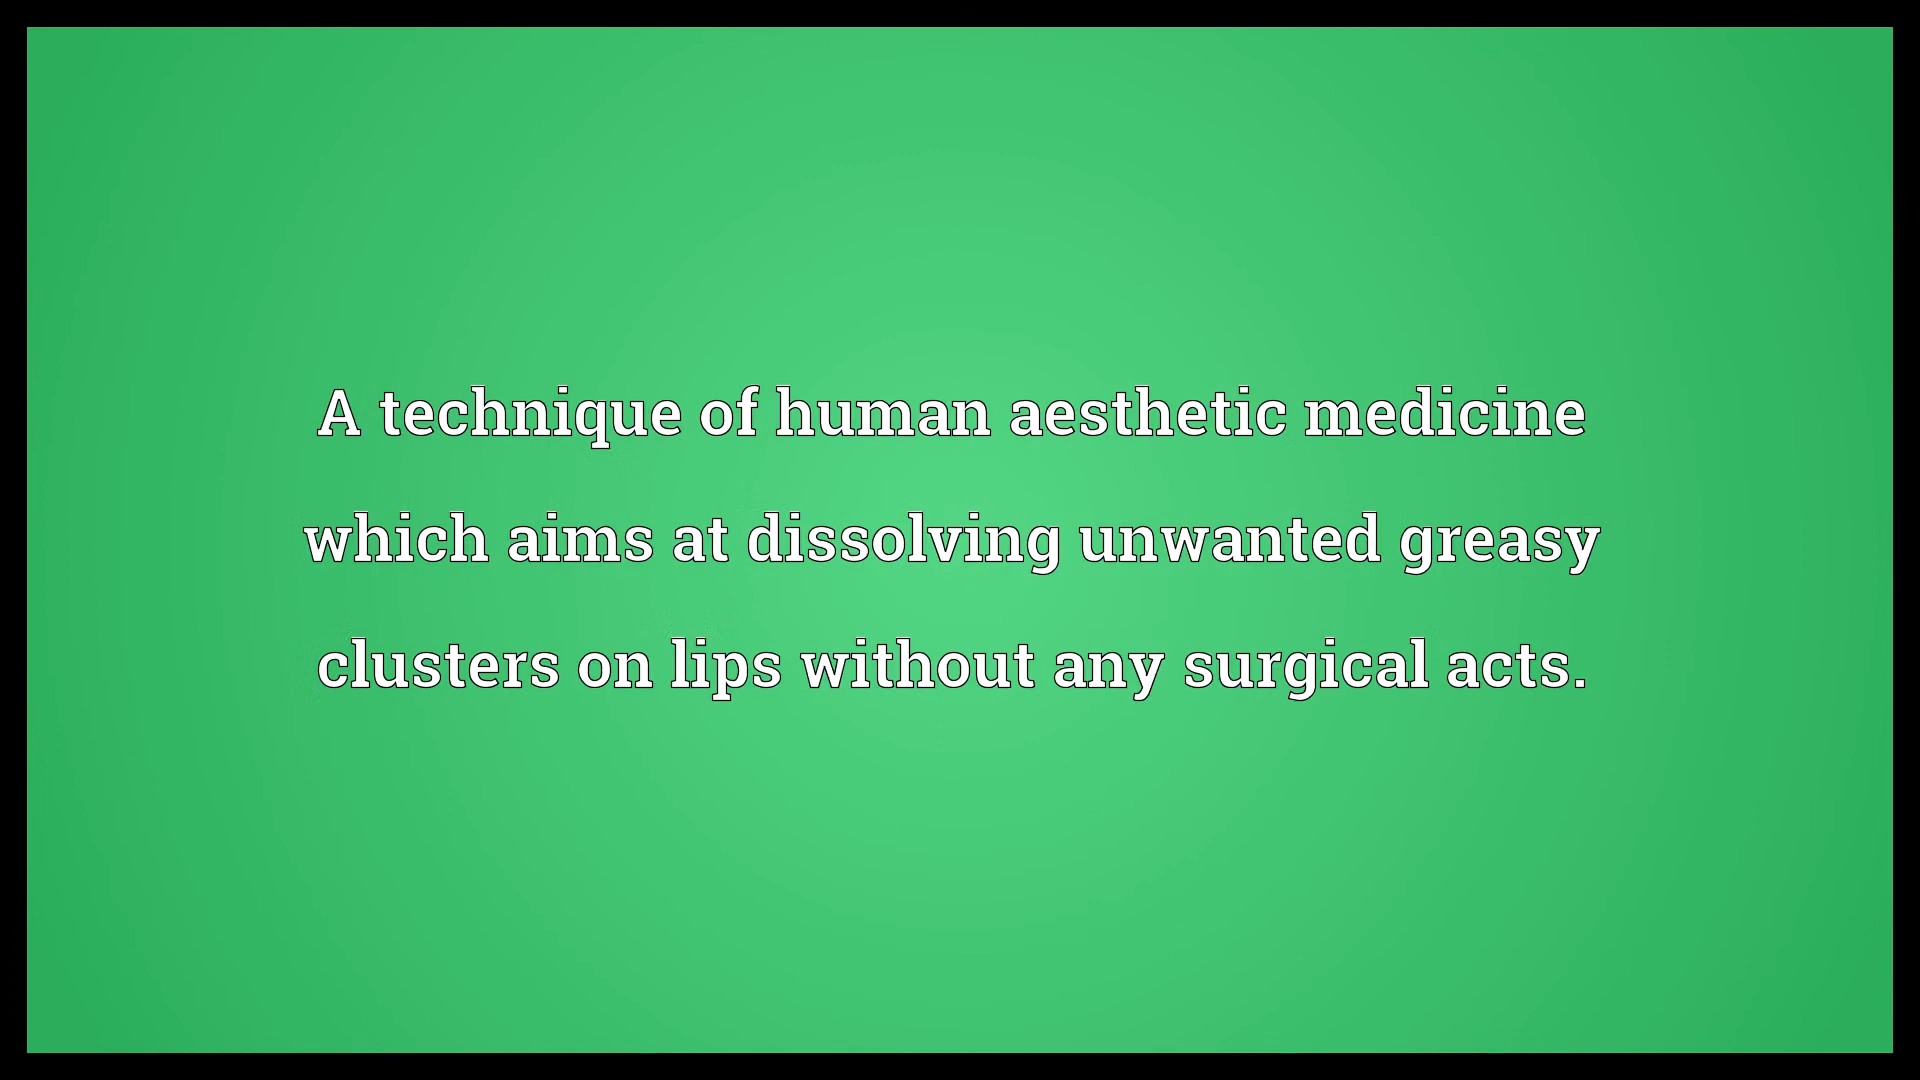 A technique of human aesthetic medicine
which aims at dissolving unwanted greasy
clusters on lips without any surgical acts.